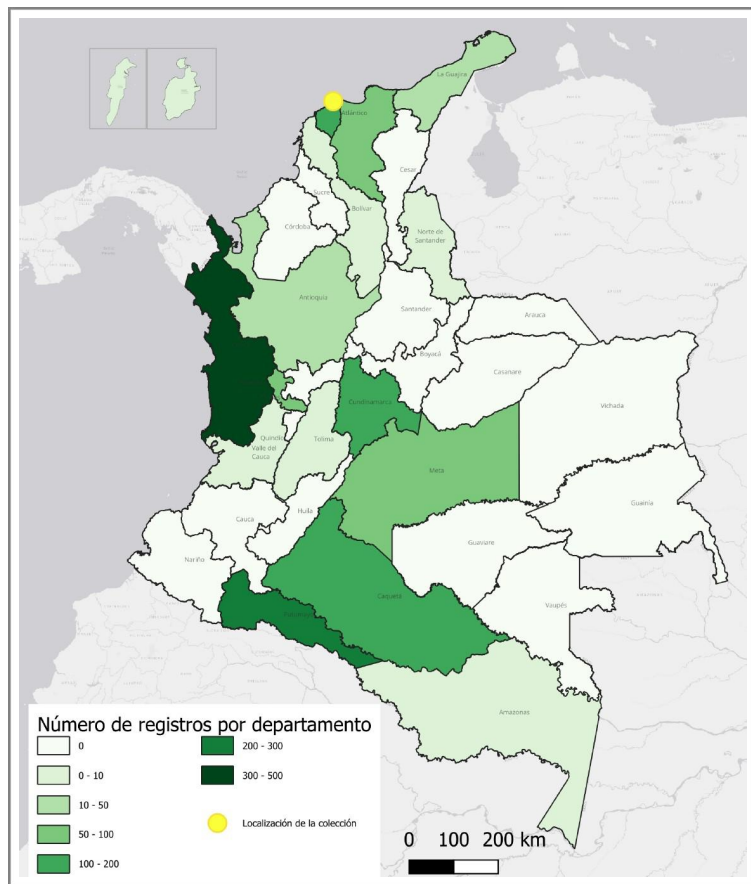 La Guajira
Atlántico
Cesar
Sucre
Bolívar
Córdoba
Norte de
Santander
Antioquia
Santander
Arauca
Boyacá
Casanare
Cundinamarca
Vichada
Quindío
Valle del
Cauca
Tolima
Meta
Guainía
Huila
Cauca
Guaviare
Nariño
Caquetá
Vaupés
Putumayo
Amazonas
Número de registros por departamento
0
0 - 10
10 - 50
50 - 100
100 - 200
200 - 300
300 - 500
Localización de la colección
0 100 200 km